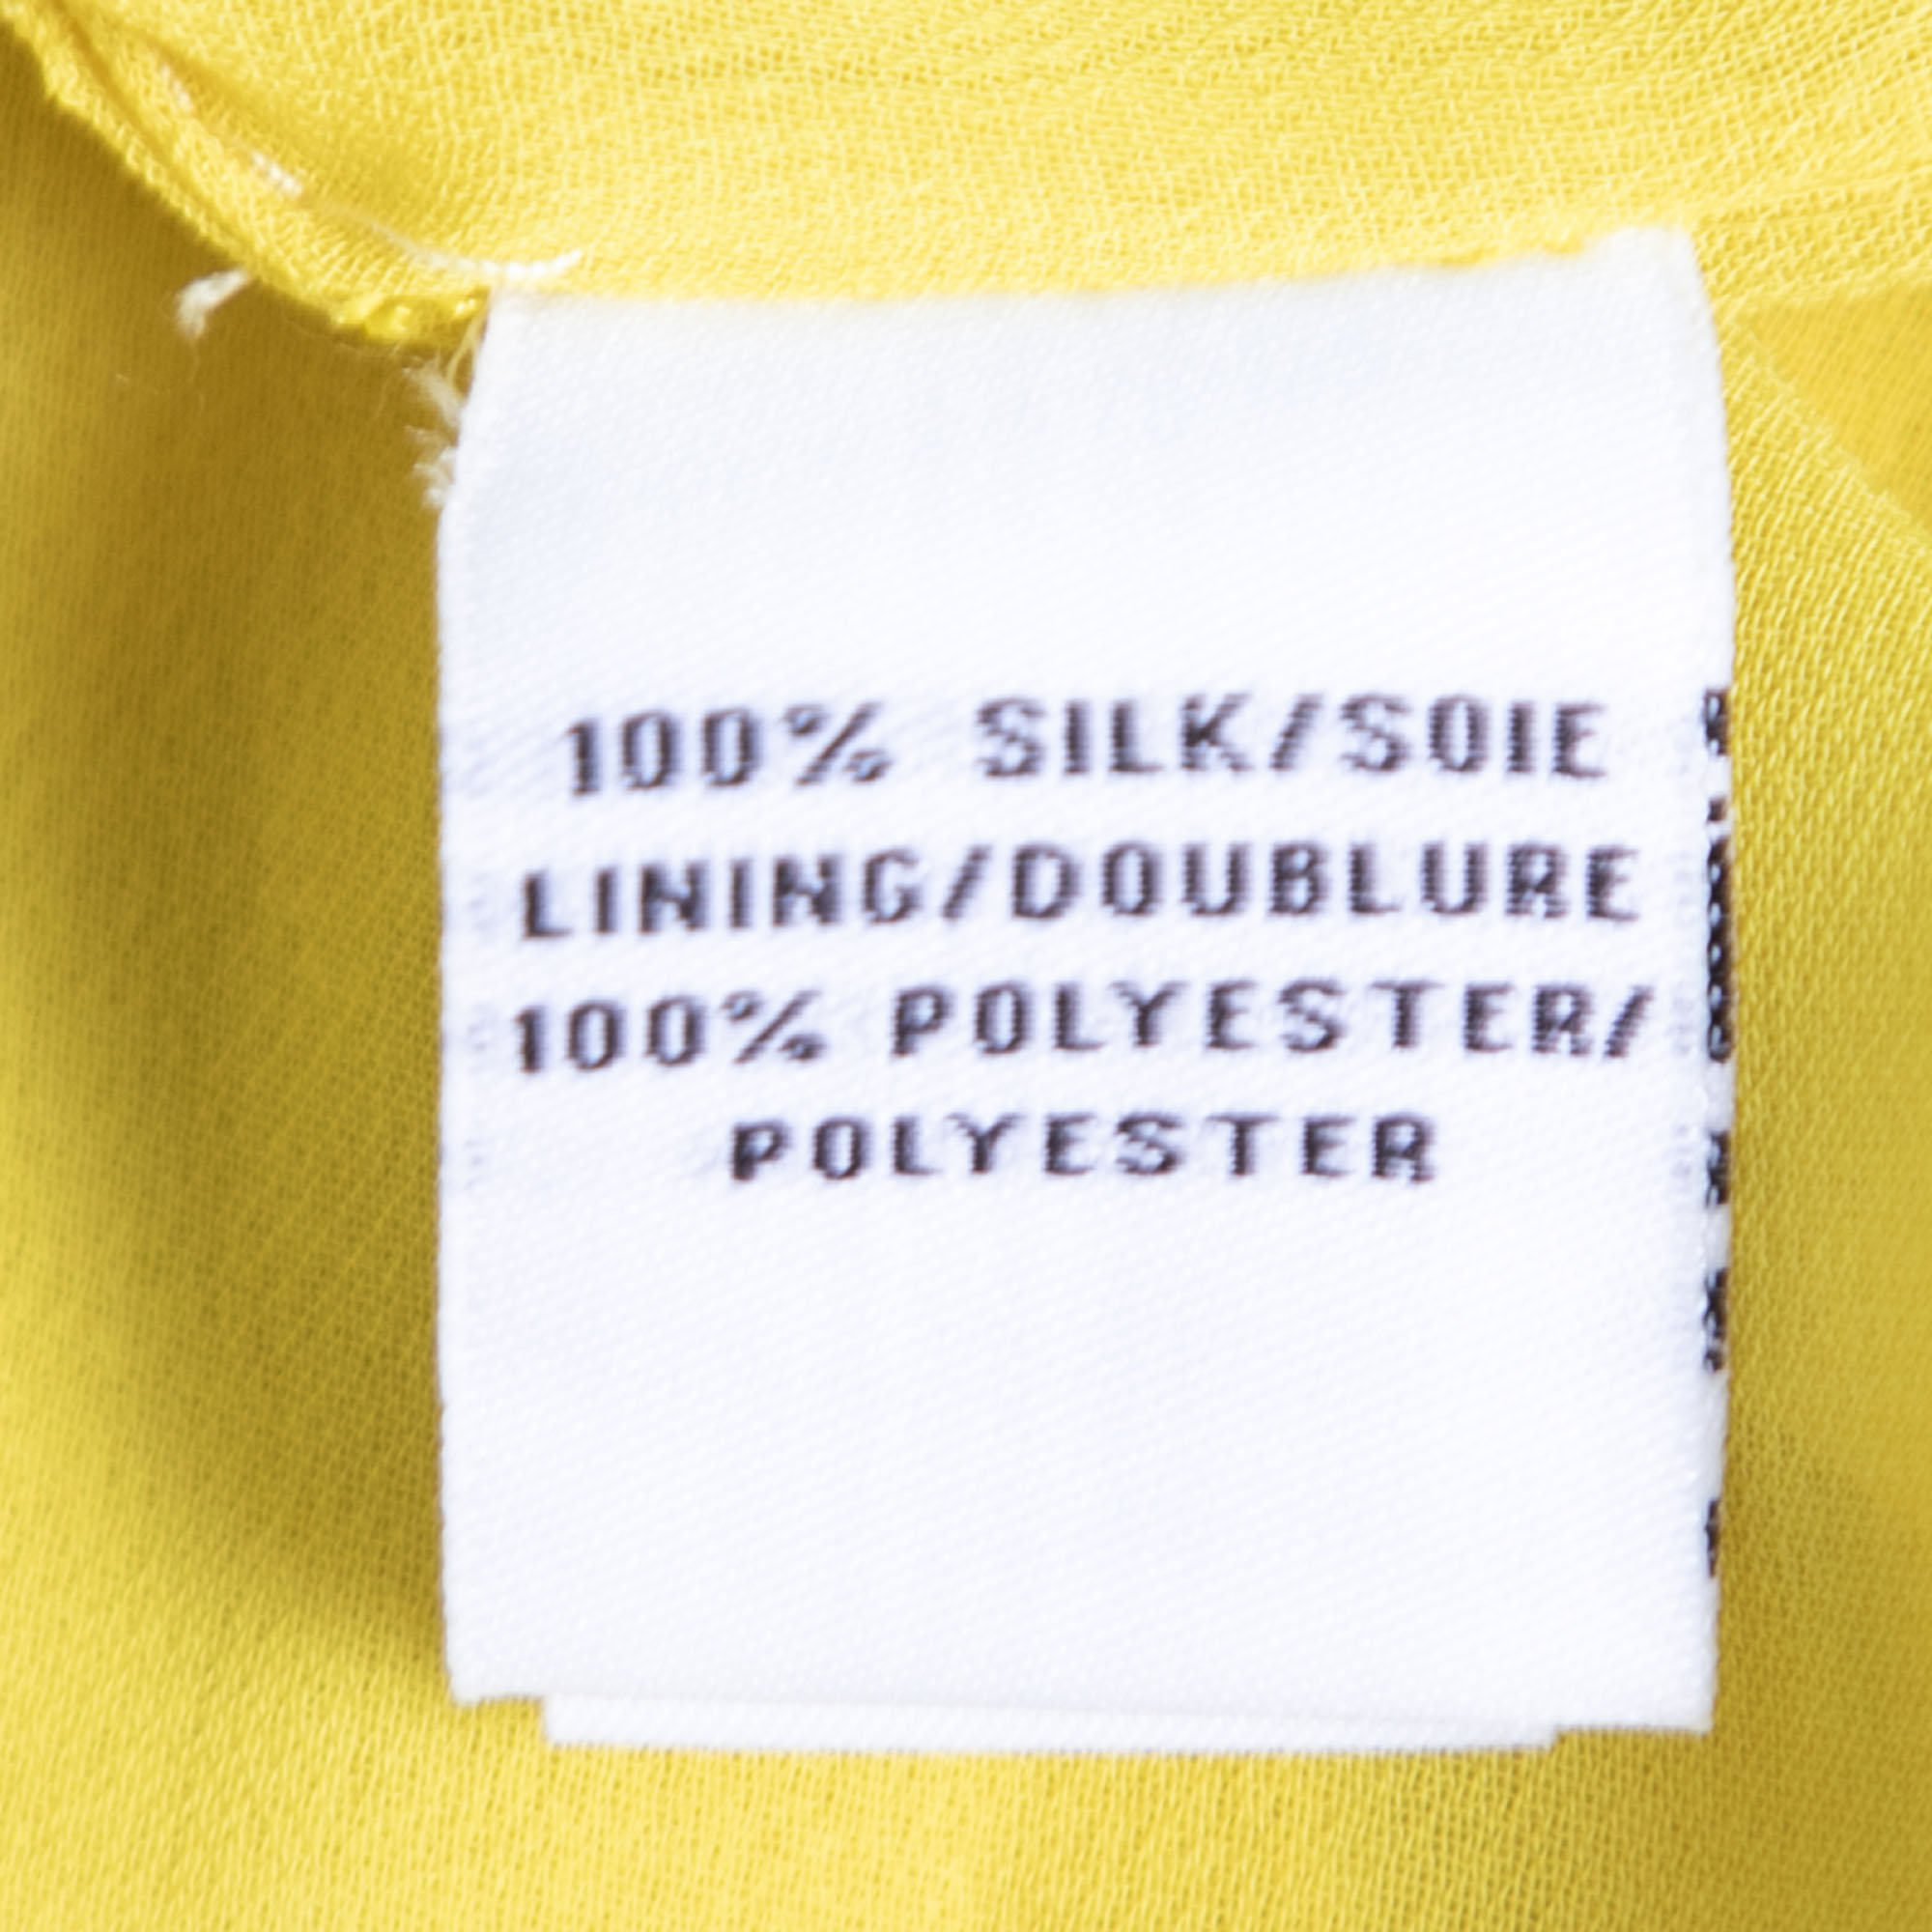 100% SILK/SOIE
LINING/DOUBLURE
100% POLYESTER/
POLYESTER